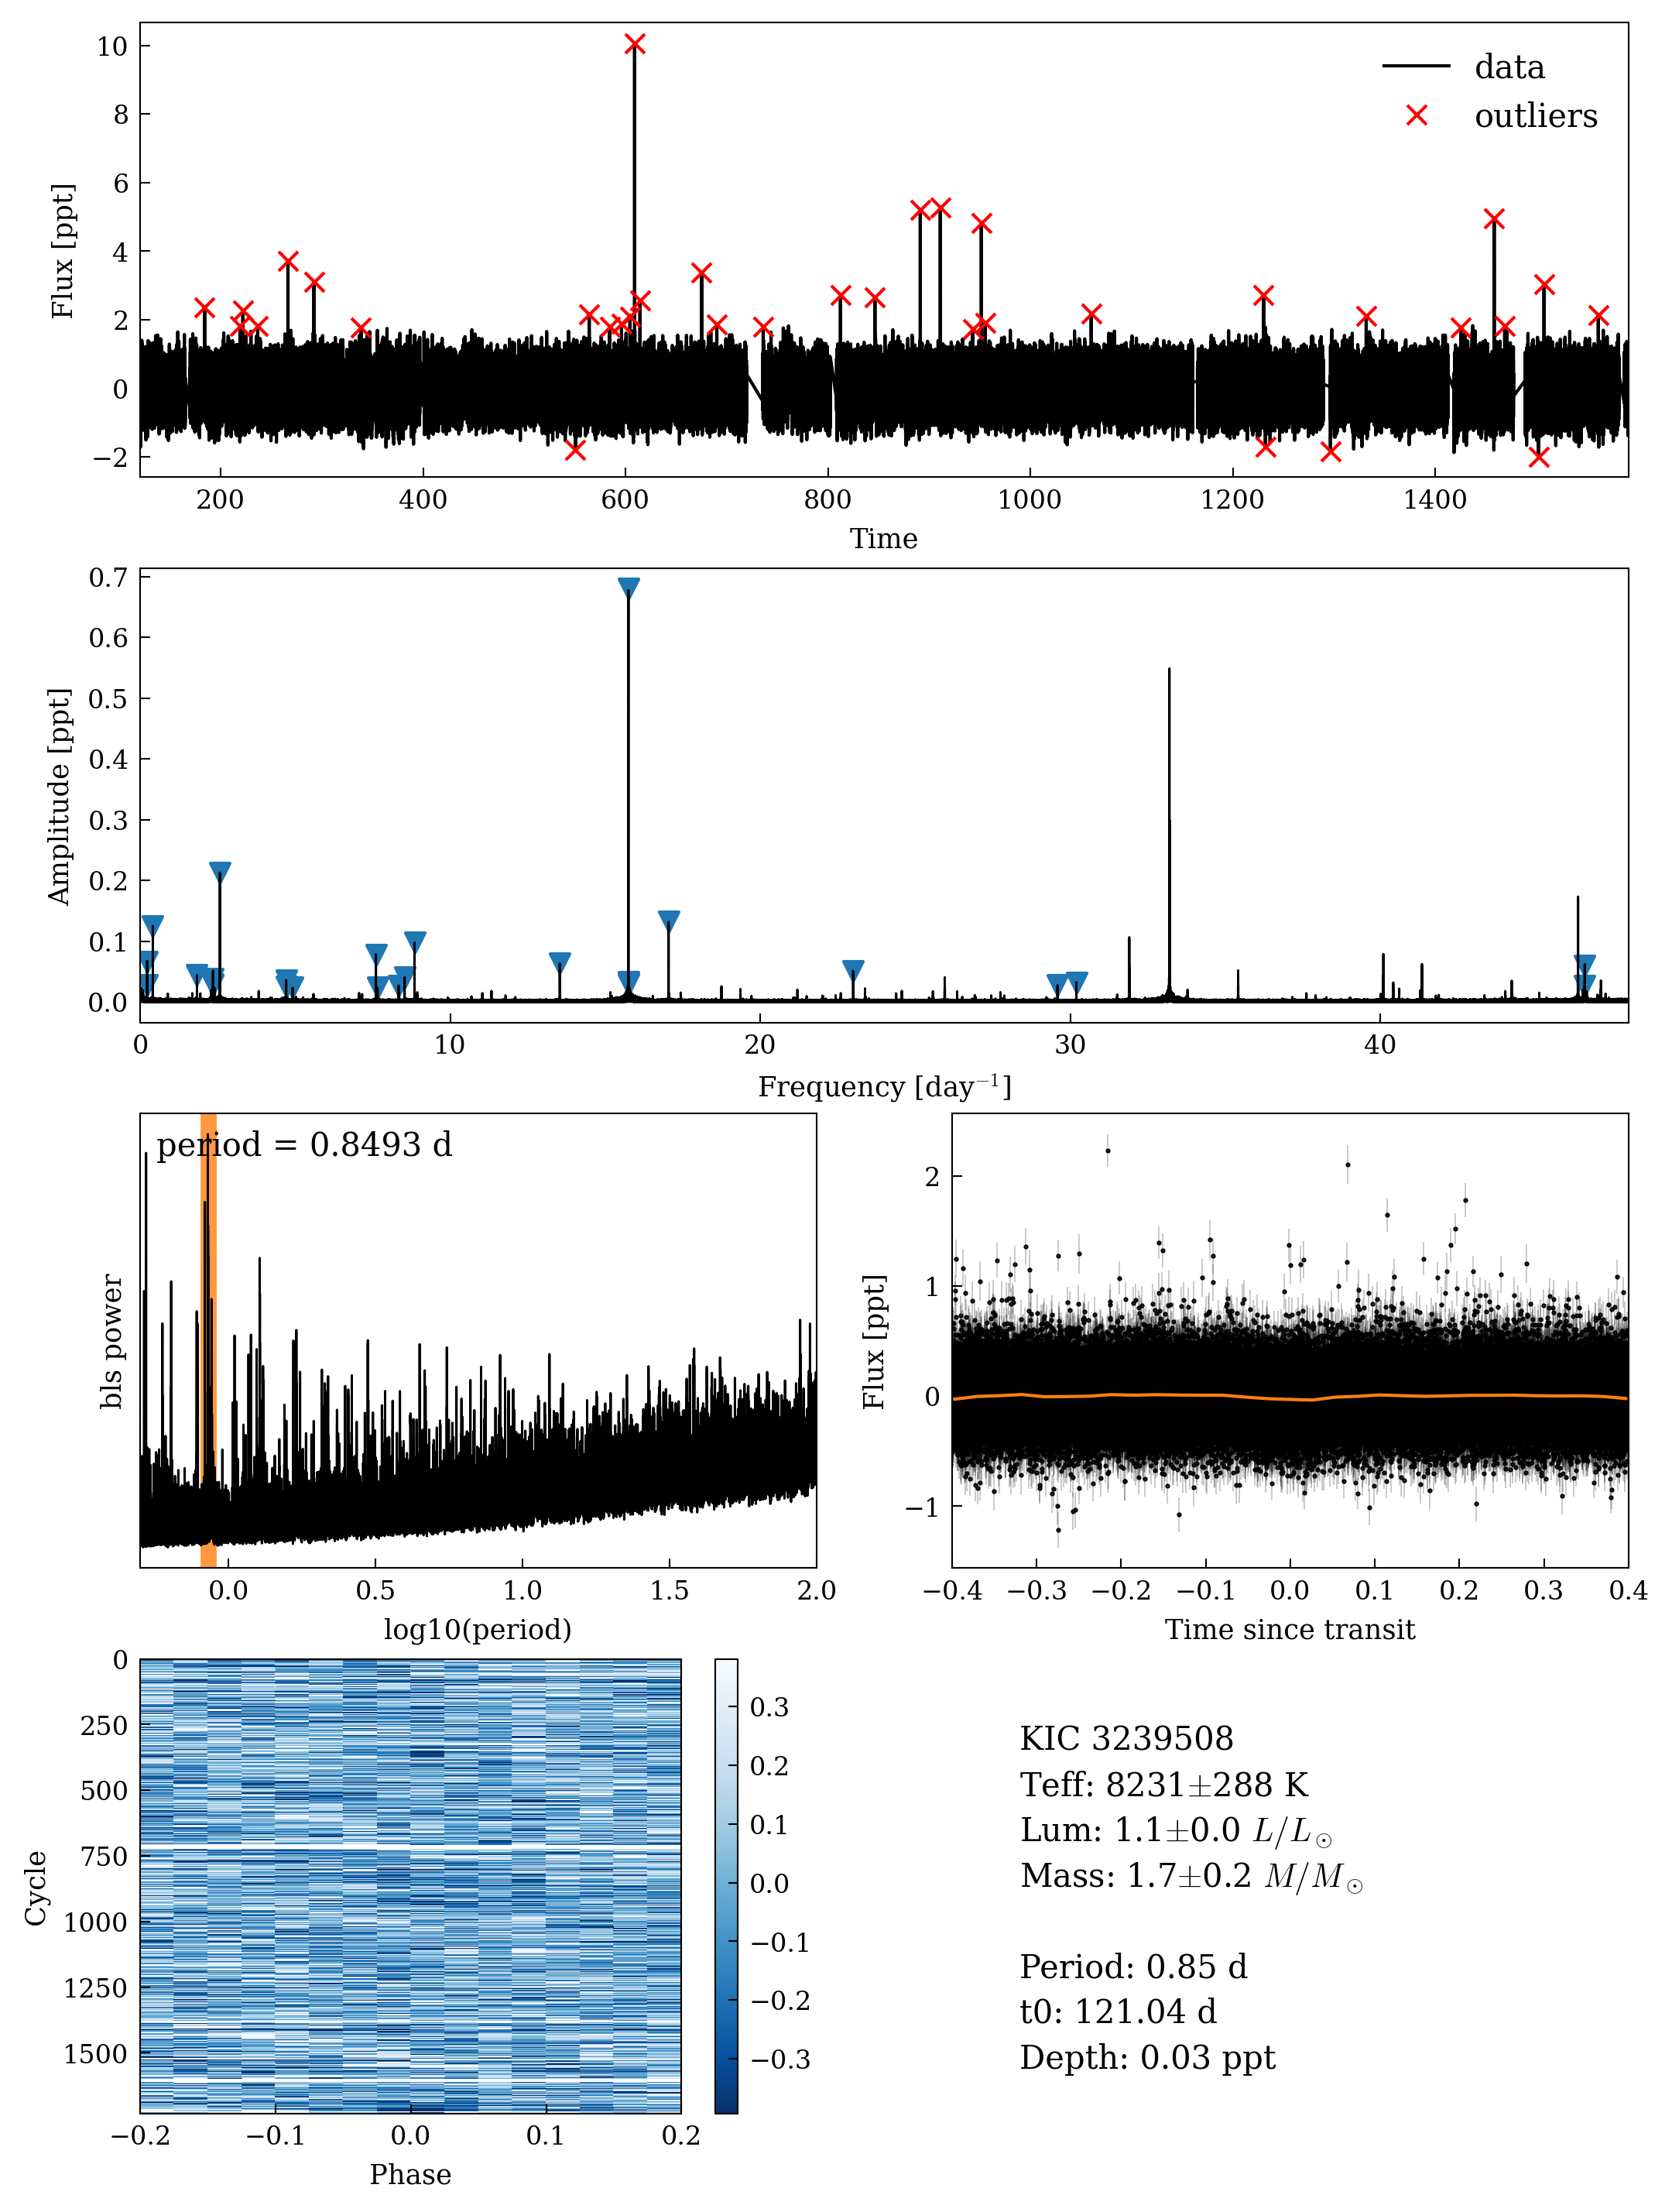 10
8
6
4
2
0
−2
Flux [ppt]
data
outliers
200 400 600 800 1000 1200 1400
Time
0.7
0.6
0.5
0.4
0.3
0.2
0.1
0.0
Amplitude [ppt]
0 10 20 30 40
Frequency [day⁻¹]
period = 0.8493 d
bls power
0.0 0.5 1.0 1.5 2.0
log10(period)
2
1
0
−1
Flux [ppt]
−0.4 −0.3 −0.2 −0.1 0.0 0.1 0.2 0.3 0.4
Time since transit
0
250
500
750
1000
1250
1500
Cycle
−0.2 −0.1 0.0 0.1 0.2
Phase
0.3
0.2
0.1
0.0
−0.1
−0.2
−0.3
KIC 3239508
Teff: 8231±288 K
Lum: 1.1±0.0 L/L⊙
Mass: 1.7±0.2 M/M⊙
Period: 0.85 d
t0: 121.04 d
Depth: 0.03 ppt